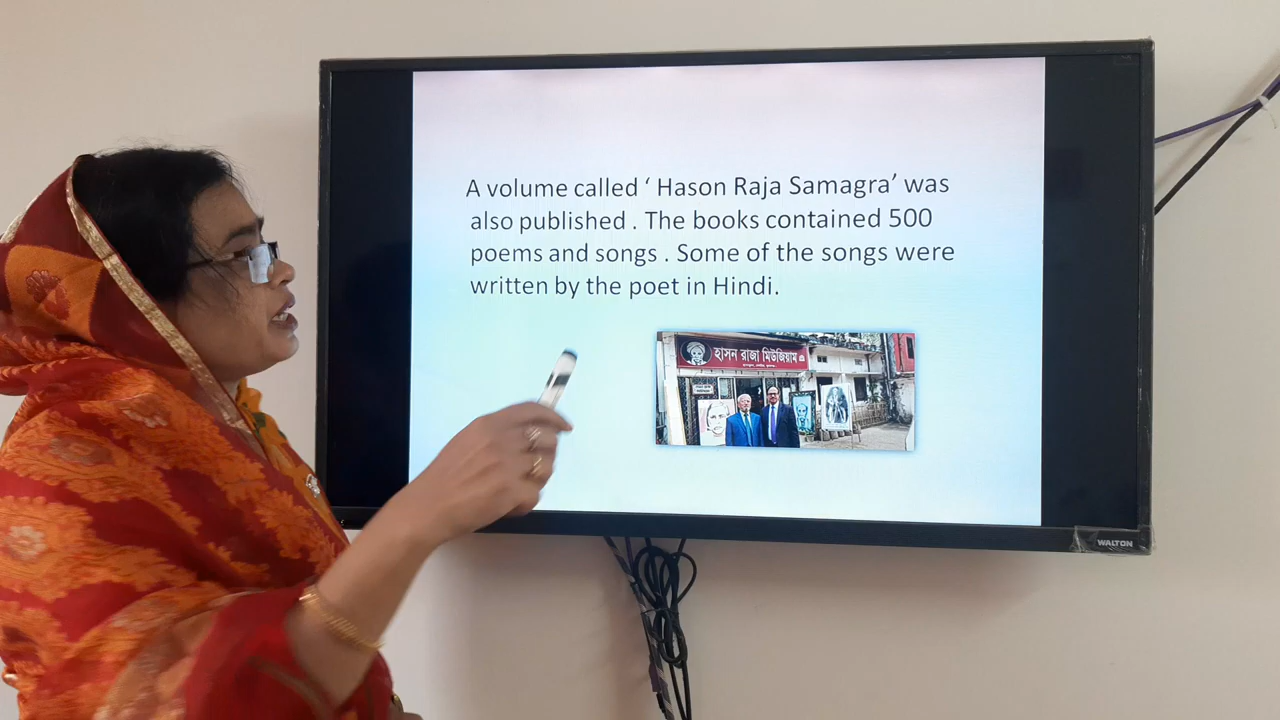 A volume called ‘ Hason Raja Samagra’ was
also published . The books contained 500
poems and songs . Some of the songs were
written by the poet in Hindi.
হাসন রাজা মিউজিয়াম
WALTON